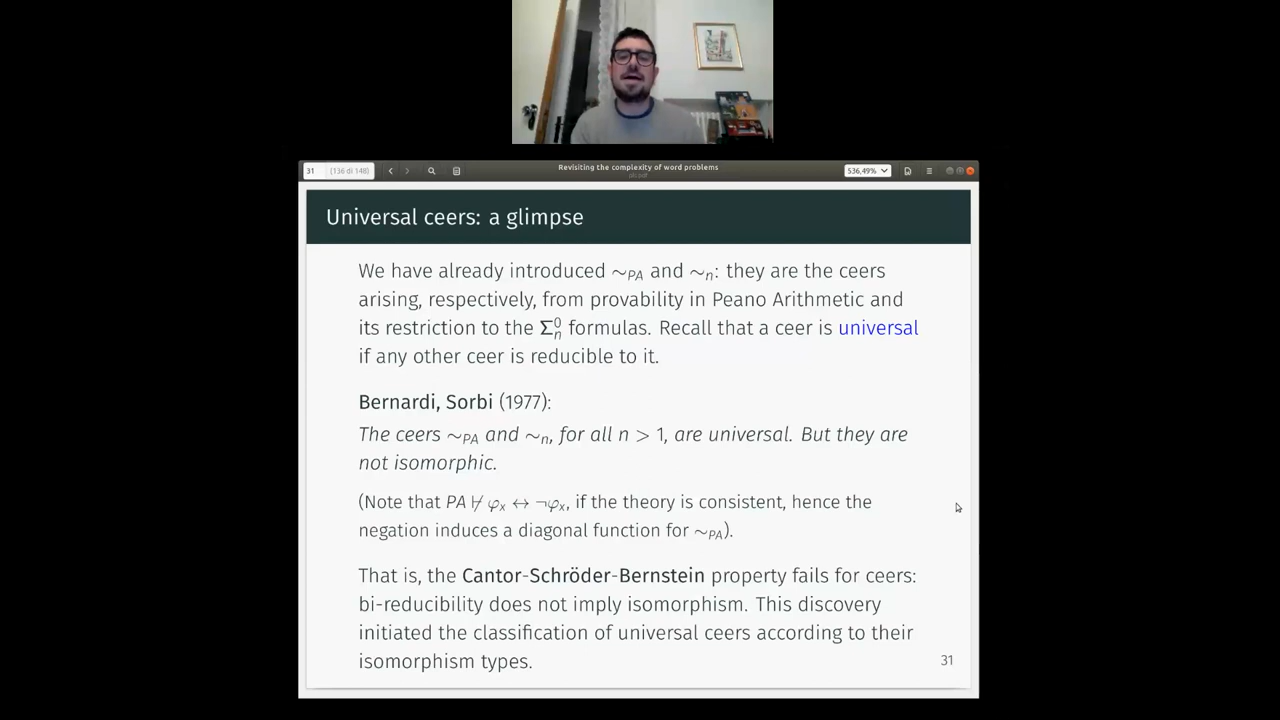 31 (136 di 148) Revisiting the complexity of word problems 536,49%
Universal ceers: a glimpse
We have already introduced ∼PA and ∼n: they are the ceers
arising, respectively, from provability in Peano Arithmetic and
its restriction to the Σ⁰n formulas. Recall that a ceer is universal
if any other ceer is reducible to it.
Bernardi, Sorbi (1977):
The ceers ∼PA and ∼n, for all n > 1, are universal. But they are
not isomorphic.
(Note that PA ⊬ φx ↔ ¬φx, if the theory is consistent, hence the
negation induces a diagonal function for ∼PA).
That is, the Cantor-Schröder-Bernstein property fails for ceers:
bi-reducibility does not imply isomorphism. This discovery
initiated the classification of universal ceers according to their
isomorphism types.
31